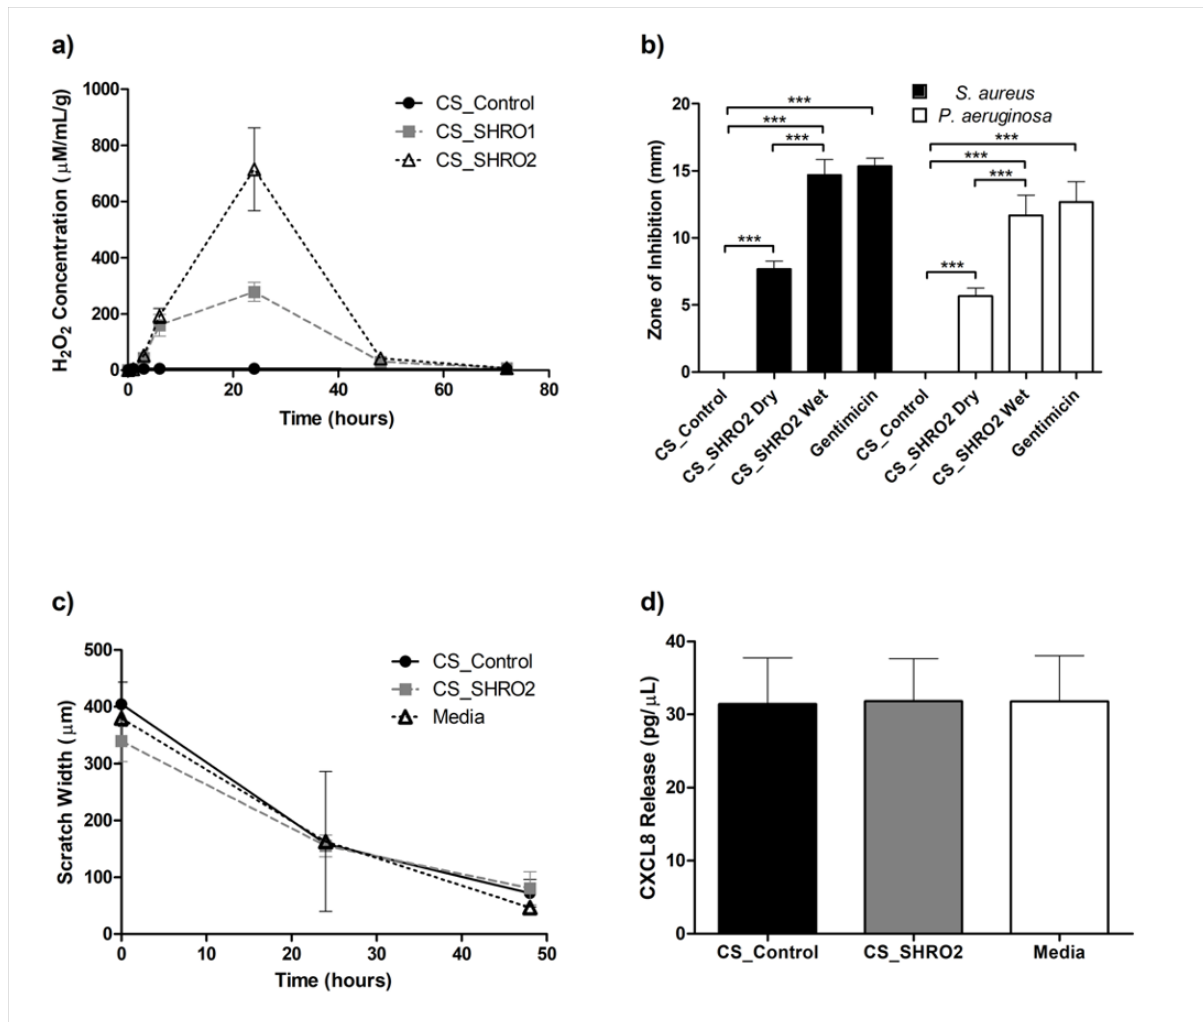 a)
1000
800
600
400
200
0
H₂O₂ Concentration (μM/mL/g)
CS_Control
CS_SHRO1
CS_SHRO2
0 20 40 60 80
Time (hours)
b)
S. aureus
P. aeruginosa
20
15
10
5
0
Zone of Inhibition (mm)
***
***
***
***
***
***
***
***
CS_Control
CS_SHRO2 Dry
CS_SHRO2 Wet
Gentimicin
CS_Control
CS_SHRO2 Dry
CS_SHRO2 Wet
Gentimicin
c)
500
400
300
200
100
0
Scratch Width (μm)
CS_Control
CS_SHRO2
Media
0 10 20 30 40 50
Time (hours)
d)
40
30
20
10
0
CXCL8 Release (pg/μL)
CS_Control CS_SHRO2 Media